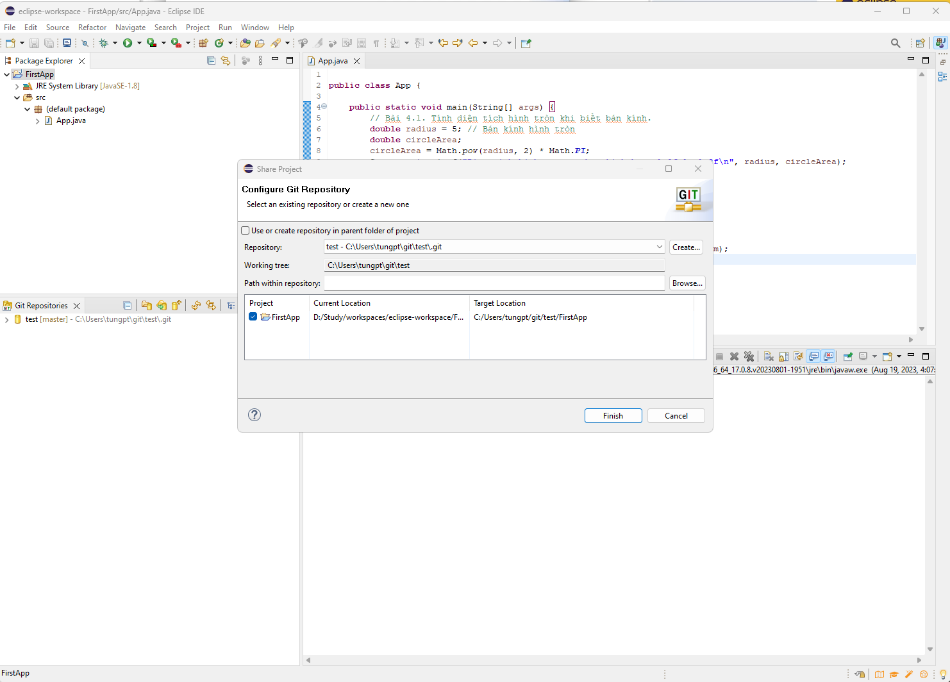 eclipse-workspace - FirstApp/src/App.java - Eclipse IDE
File Edit Source Refactor Navigate Search Project Run Window Help
Package Explorer
FirstApp
JRE System Library [JavaSE-1.8]
src
(default package)
App.java
App.java
1
2 public class App {
3
4 public static void main(String[] args) {
5 // Bài 4.1. Tính diện tích hình tròn khi biết bán kính.
6 double radius = 5; // Bán kính hình tròn
7 double circleArea;
8 circleArea = Math.pow(radius, 2) * Math.PI;
f\n", radius, circleArea);
m);
Share Project
Configure Git Repository
Select an existing repository or create a new one
GIT
Use or create repository in parent folder of project
Repository: test - C:\Users\tungpt\git\test\.git Create...
Working tree: C:\Users\tungpt\git\test
Path within repository: Browse...
Project Current Location Target Location
FirstApp D:/Study/workspaces/eclipse-workspace/F... C:/Users/tungpt/git/test/FirstApp
Finish Cancel
Git Repositories
test [master] - C:\Users\tungpt\git\test\.git
6_64_17.0.8.v20230801-1951\jre\bin\javaw.exe (Aug 19, 2023, 4:07:
FirstApp